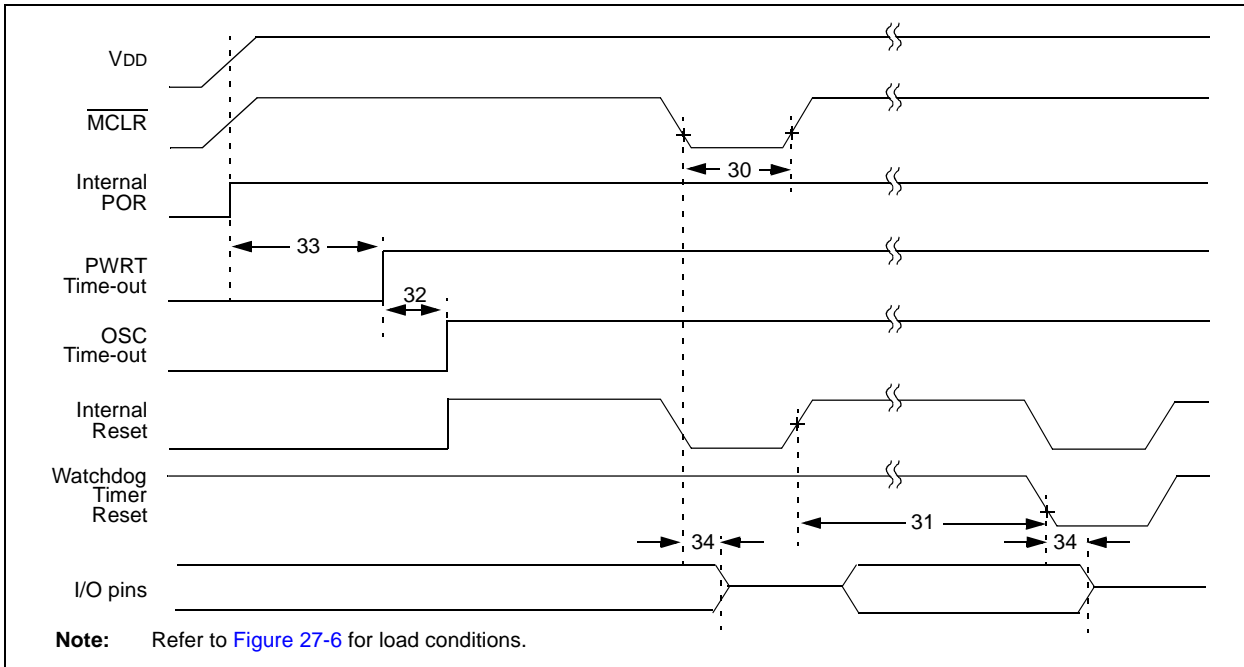 VDD
MCLR
30
Internal
POR
33
PWRT
Time-out
32
OSC
Time-out
Internal
Reset
Watchdog
Timer
Reset
31
34
34
I/O pins
Note: Refer to Figure 27-6 for load conditions.